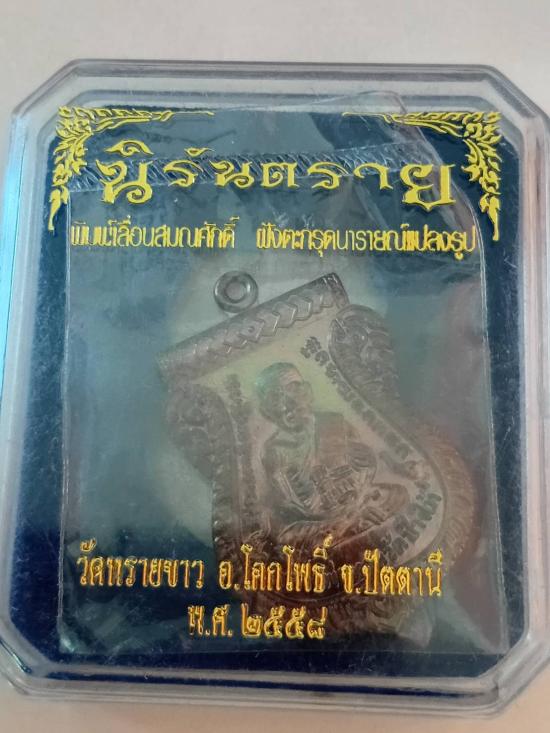 นิรันตราย
พิมพ์เลื่อนสมณศักดิ์ ฝังตะกรุดนารายณ์แปลงรูป
วัดทรายขาว อ.โคกโพธิ์ จ.ปัตตานี
พ.ศ. ๒๕๕๘